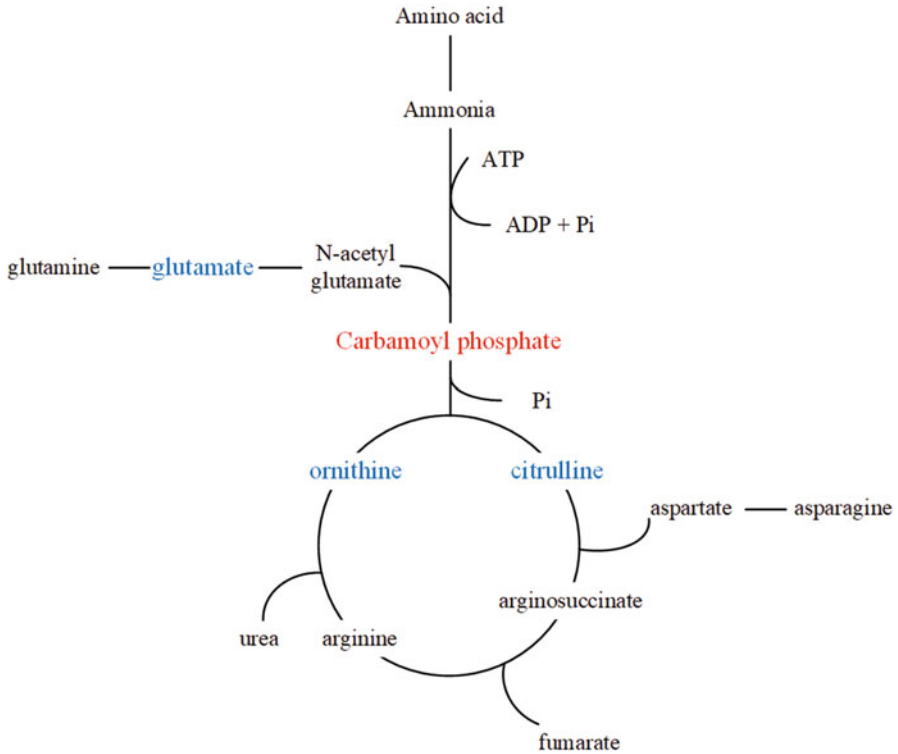 Amino acid
Ammonia
ATP
ADP + Pi
glutamine
glutamate
N-acetyl
glutamate
Carbamoyl phosphate
Pi
ornithine
citrulline
aspartate
asparagine
arginosuccinate
urea
arginine
fumarate